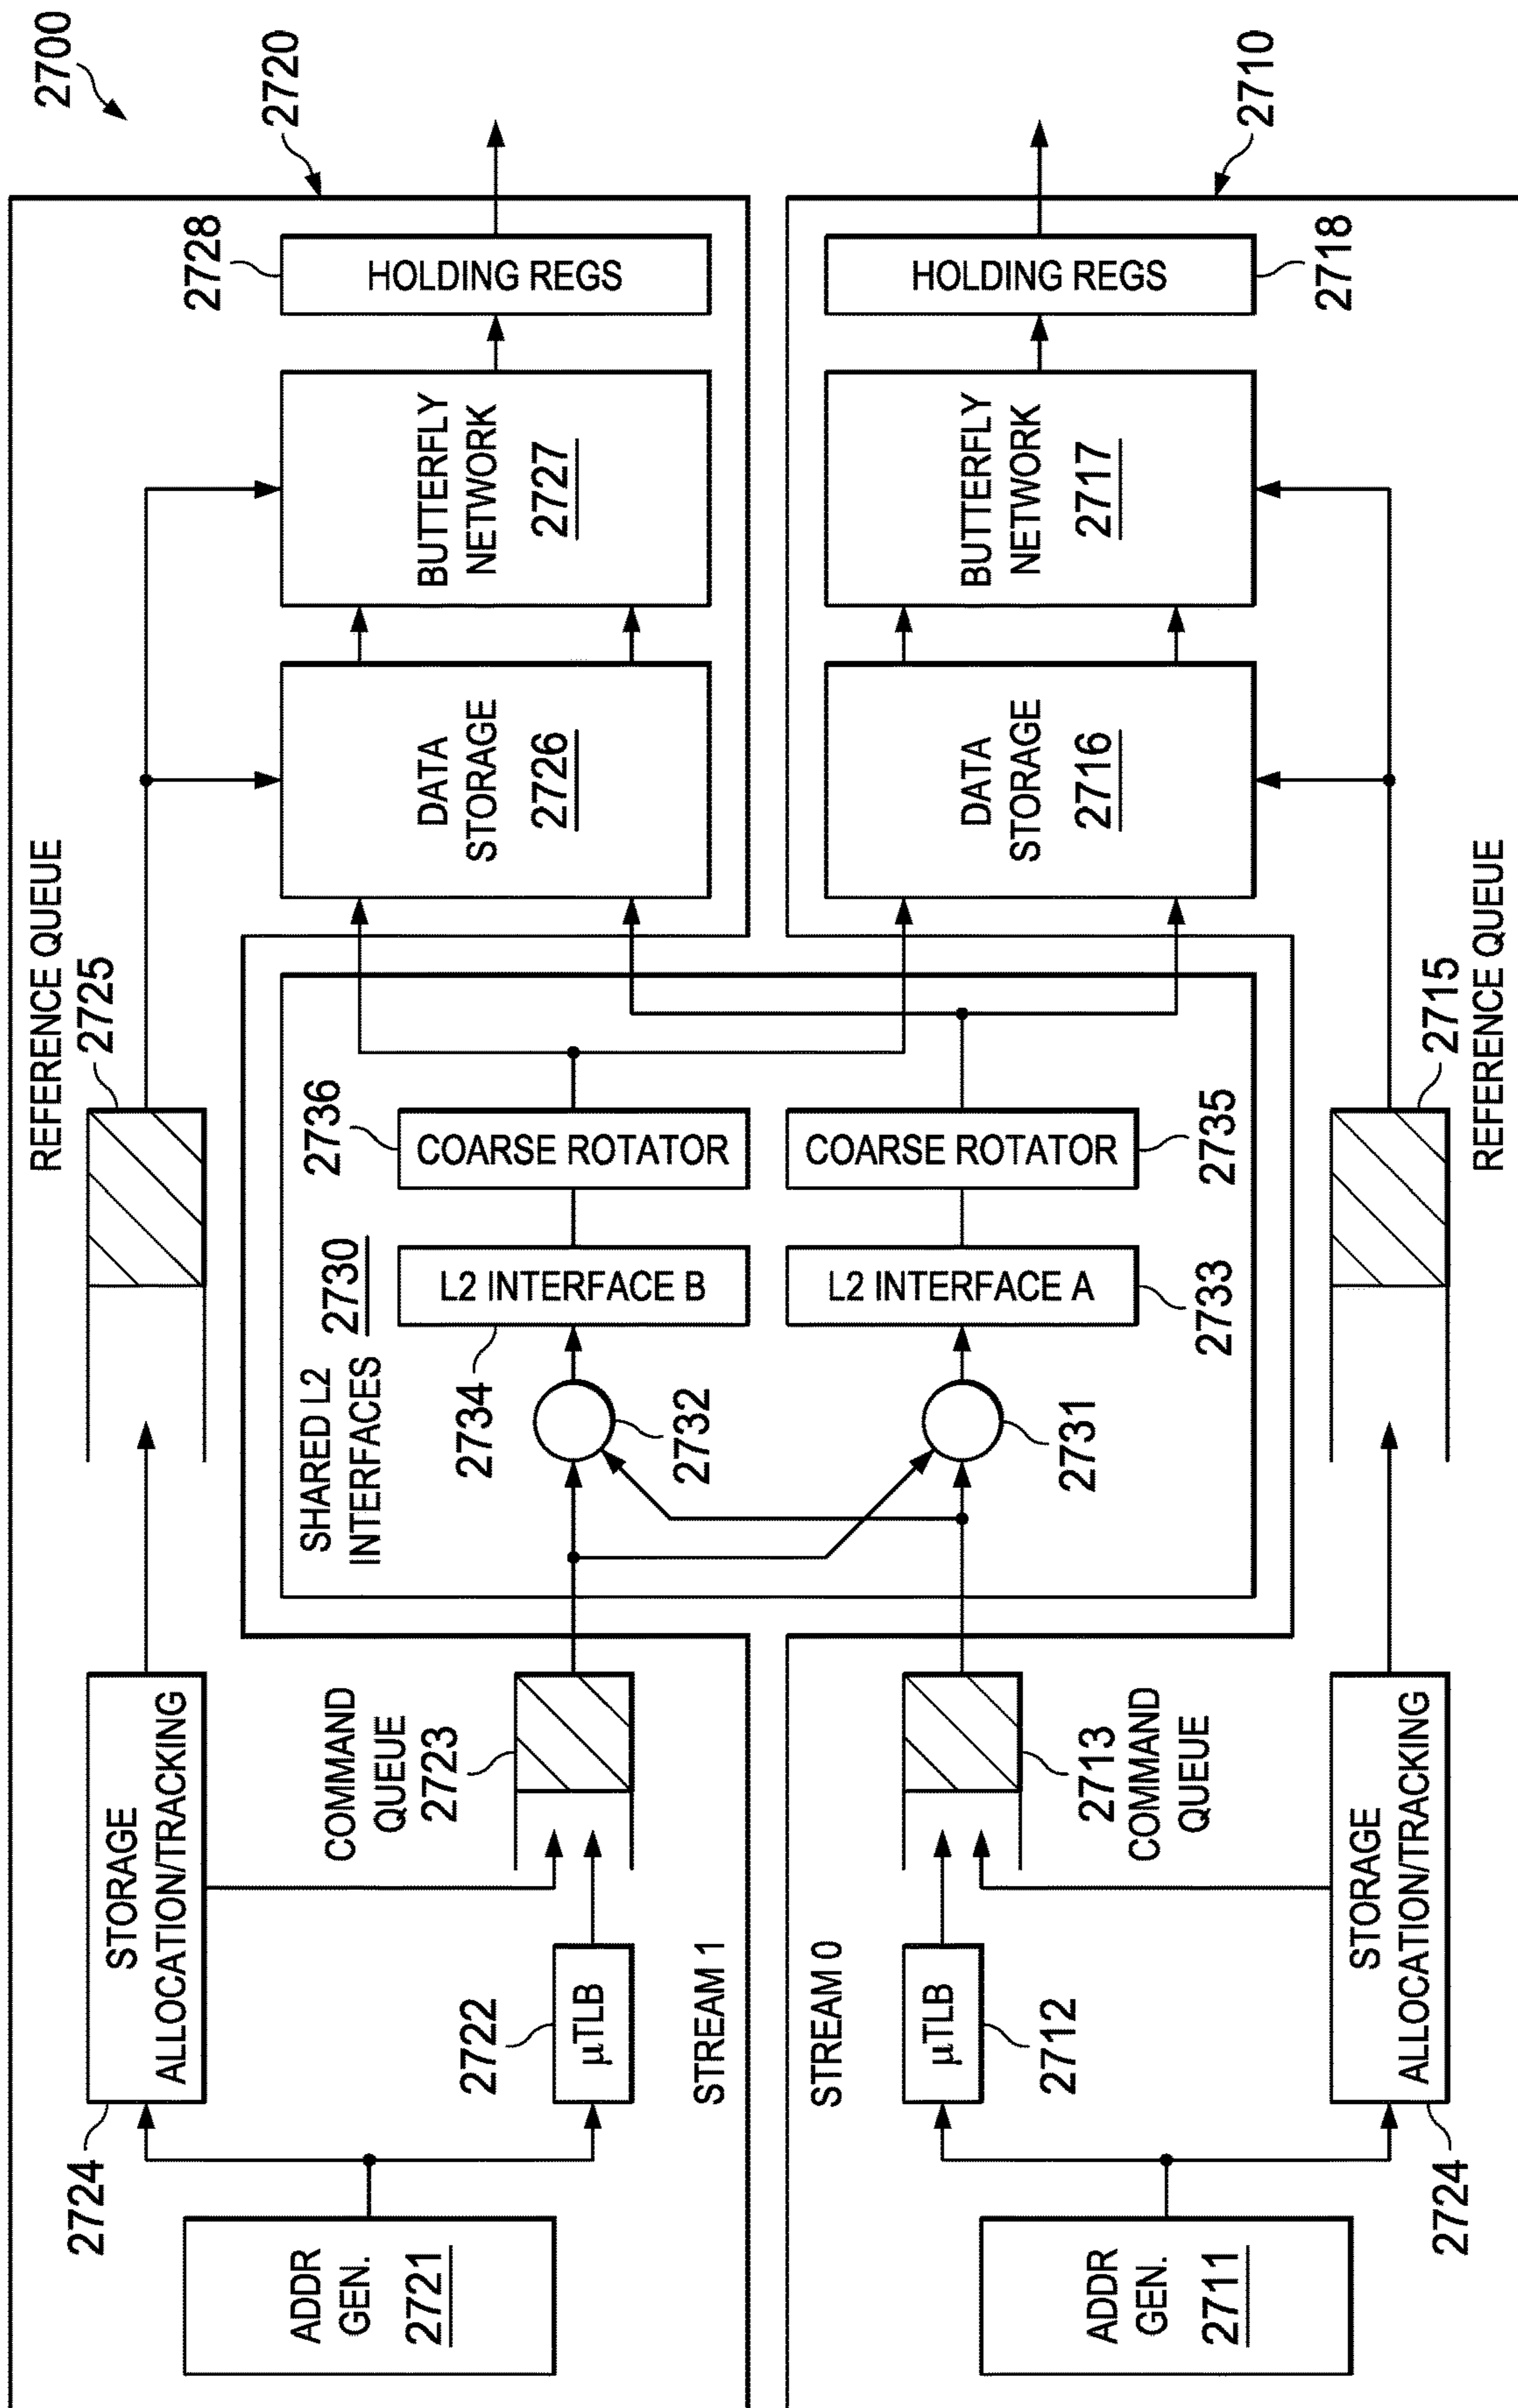 2700
2720
REFERENCE QUEUE
2725
2728
HOLDING REGS
BUTTERFLY
NETWORK
2727
DATA
STORAGE
2726
STORAGE
ALLOCATION/TRACKING
2724
ADDR
GEN.
2721
2722
µTLB
COMMAND
QUEUE
2723
STREAM 1
SHARED L2
INTERFACES
2730
2734
2732
L2 INTERFACE B
2736
COARSE ROTATOR
2731
L2 INTERFACE A
2733
COARSE ROTATOR
2735
STREAM 0
µTLB
2712
2713
COMMAND
QUEUE
ADDR
GEN.
2711
STORAGE
ALLOCATION/TRACKING
2724
DATA
STORAGE
2716
BUTTERFLY
NETWORK
2717
HOLDING REGS
2718
2710
2715
REFERENCE QUEUE